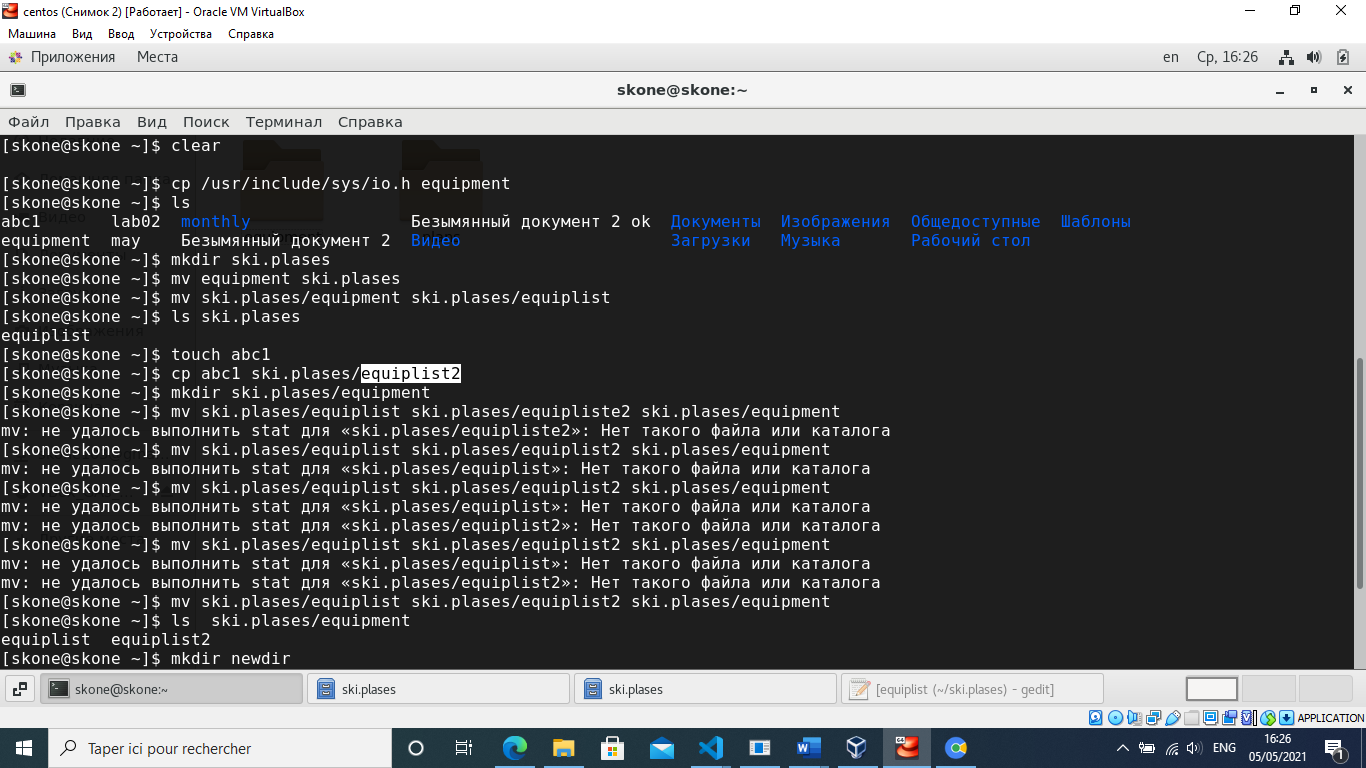 centos (Снимок 2) [Работает] - Oracle VM VirtualBox
Машина Вид Ввод Устройства Справка
Приложения Места en Ср, 16:26
skone@skone:~
Файл Правка Вид Поиск Терминал Справка
[skone@skone ~]$ clear
[skone@skone ~]$ cp /usr/include/sys/io.h equipment
[skone@skone ~]$ ls
abc1 lab02 monthly Безымянный документ 2 ok Документы Изображения Общедоступные Шаблоны
equipment may Безымянный документ 2 Видео Загрузки Музыка Рабочий стол
[skone@skone ~]$ mkdir ski.plases
[skone@skone ~]$ mv equipment ski.plases
[skone@skone ~]$ mv ski.plases/equipment ski.plases/equiplist
[skone@skone ~]$ ls ski.plases
equiplist
[skone@skone ~]$ touch abc1
[skone@skone ~]$ cp abc1 ski.plases/equiplist2
[skone@skone ~]$ mkdir ski.plases/equipment
[skone@skone ~]$ mv ski.plases/equiplist ski.plases/equipliste2 ski.plases/equipment
mv: не удалось выполнить stat для «ski.plases/equipliste2»: Нет такого файла или каталога
[skone@skone ~]$ mv ski.plases/equiplist ski.plases/equiplist2 ski.plases/equipment
mv: не удалось выполнить stat для «ski.plases/equiplist»: Нет такого файла или каталога
[skone@skone ~]$ mv ski.plases/equiplist ski.plases/equiplist2 ski.plases/equipment
mv: не удалось выполнить stat для «ski.plases/equiplist»: Нет такого файла или каталога
mv: не удалось выполнить stat для «ski.plases/equiplist2»: Нет такого файла или каталога
[skone@skone ~]$ mv ski.plases/equiplist ski.plases/equiplist2 ski.plases/equipment
mv: не удалось выполнить stat для «ski.plases/equiplist»: Нет такого файла или каталога
mv: не удалось выполнить stat для «ski.plases/equiplist2»: Нет такого файла или каталога
[skone@skone ~]$ mv ski.plases/equiplist ski.plases/equiplist2 ski.plases/equipment
[skone@skone ~]$ ls  ski.plases/equipment
equiplist equiplist2
[skone@skone ~]$ mkdir newdir
skone@skone:~ ski.plases ski.plases [equiplist (~/ski.plases) - gedit]
APPLICATION
Taper ici pour rechercher
ENG
16:26
05/05/2021